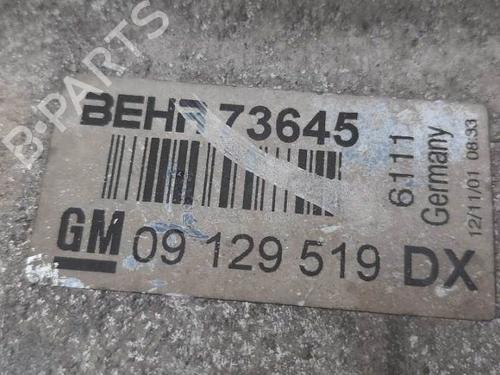 B-PARTS
BEHR 73645
6111
Germany
12/11/01 08:33
GM 09 129 519 DX